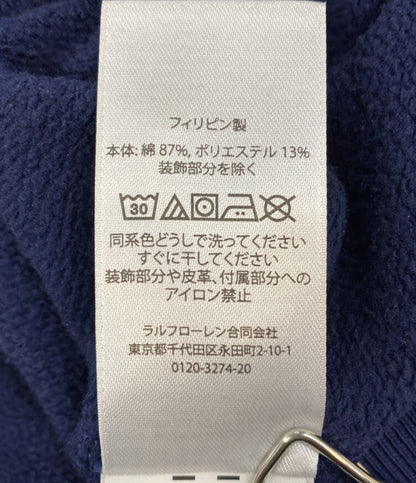 フィリピン製
本体: 綿 87%, ポリエステル 13%
装飾部分を除く
30
同系色どうしで洗ってください
すぐに干してください
装飾部分や皮革、付属部分への
アイロン禁止
ラルフローレン合同会社
東京都千代田区永田町2-10-1
0120-3274-20